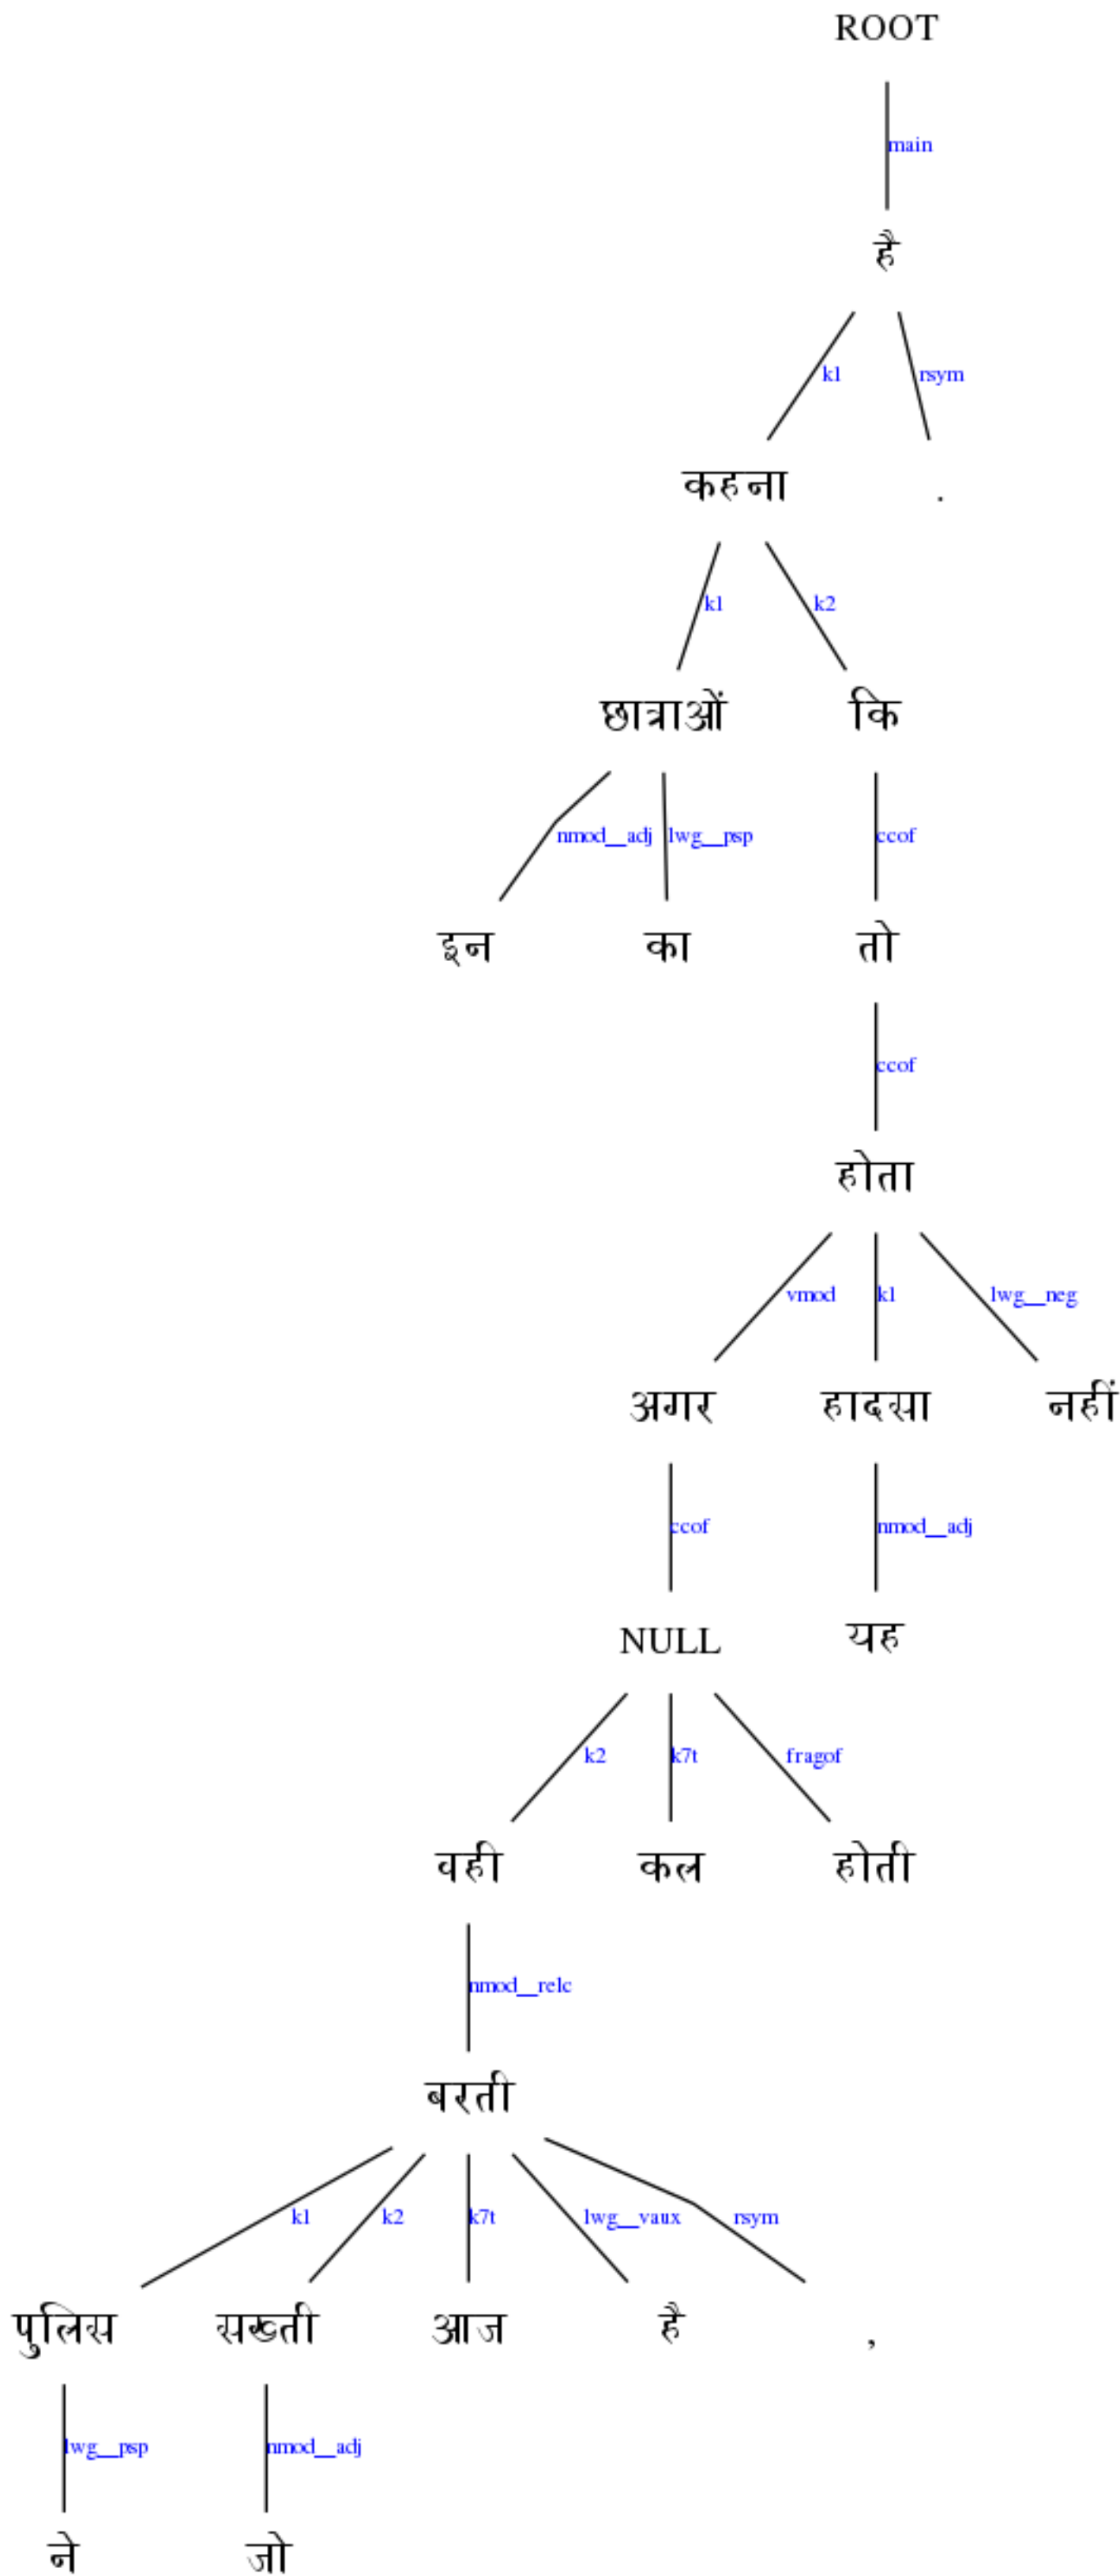 ROOT
main
है
k1 rsym
कहना .
k1 k2
छात्राओं कि
nmod__adj lwg__psp ccof
इन का तो
ccof
होता
vmod k1 lwg__neg
अगर हादसा नहीं
ccof nmod__adj
NULL यह
k2 k7t fragof
वही कल होती
nmod__relc
बरती
k1 k2 k7t lwg__vaux rsym
पुलिस सख्ती आज है ,
lwg__psp nmod__adj
ने जो